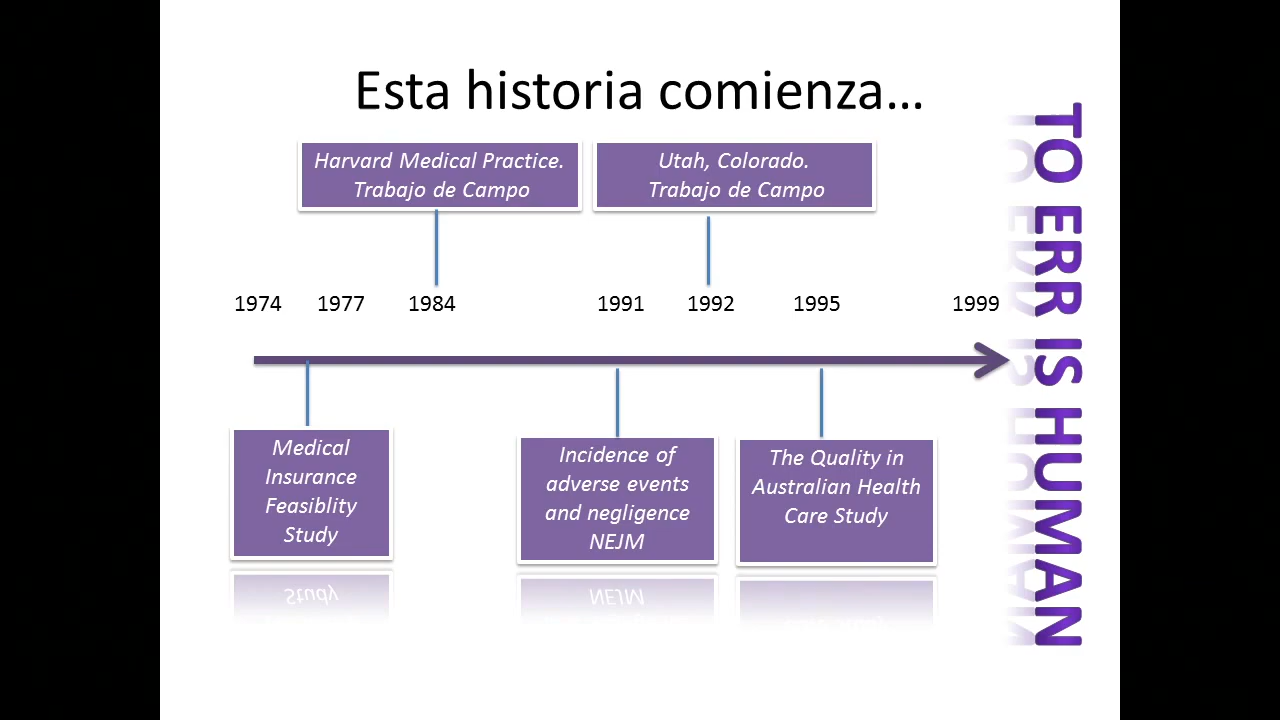 Esta historia comienza...
Harvard Medical Practice.
Trabajo de Campo
Utah, Colorado.
Trabajo de Campo
1974 1977 1984 1991 1992 1995 1999
Medical
Insurance
Feasiblity
Study
Incidence of
adverse events
and negligence
NEJM
The Quality in
Australian Health
Care Study
TO ERR IS HUMAN